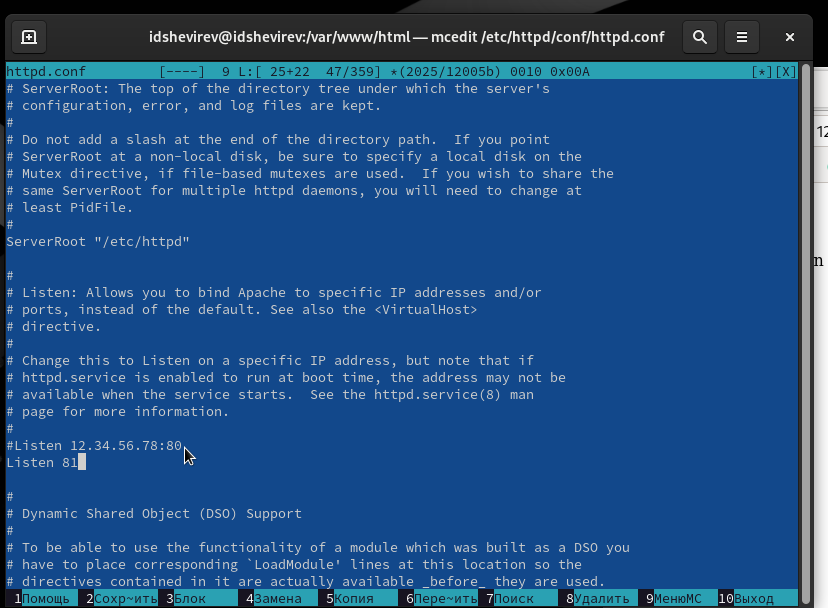 idshevirev@idshevirev:/var/www/html — mcedit /etc/httpd/conf/httpd.conf
httpd.conf [----] 9 L:[ 25+22 47/359] *(2025/12005b) 0010 0x00A [*][X]
# ServerRoot: The top of the directory tree under which the server's
# configuration, error, and log files are kept.
#
# Do not add a slash at the end of the directory path. If you point
# ServerRoot at a non-local disk, be sure to specify a local disk on the
# Mutex directive, if file-based mutexes are used. If you wish to share the
# same ServerRoot for multiple httpd daemons, you will need to change at
# least PidFile.
#
ServerRoot "/etc/httpd"
#
# Listen: Allows you to bind Apache to specific IP addresses and/or
# ports, instead of the default. See also the <VirtualHost>
# directive.
#
# Change this to Listen on a specific IP address, but note that if
# httpd.service is enabled to run at boot time, the address may not be
# available when the service starts. See the httpd.service(8) man
# page for more information.
#
#Listen 12.34.56.78:80
Listen 81
#
# Dynamic Shared Object (DSO) Support
#
# To be able to use the functionality of a module which was built as a DSO you
# have to place corresponding `LoadModule' lines at this location so the
# directives contained in it are actually available _before_ they are used.
1Помощь 2Сохр~ить 3Блок 4Замена 5Копия 6Пере~ить 7Поиск 8Удалить 9МенюMC 10Выход
12
n